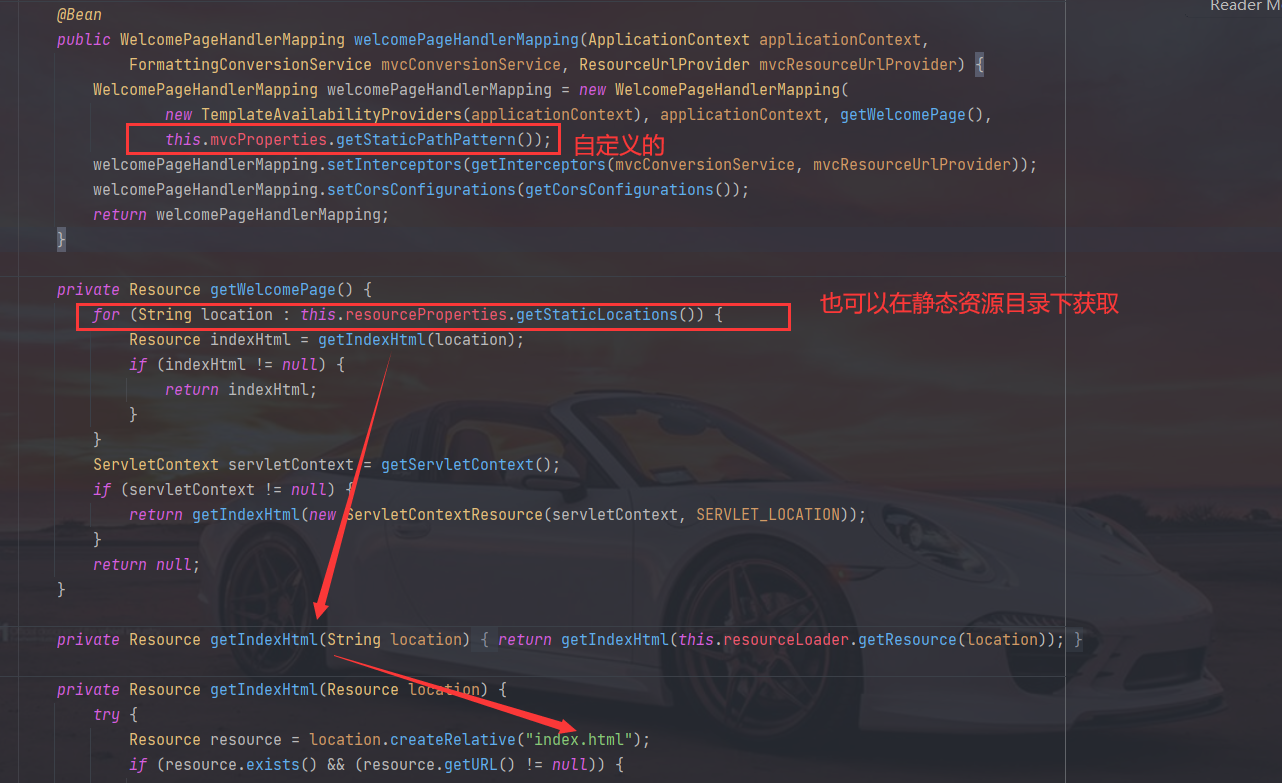 Reader M
@Bean
public WelcomePageHandlerMapping welcomePageHandlerMapping(ApplicationContext applicationContext,
FormattingConversionService mvcConversionService, ResourceUrlProvider mvcResourceUrlProvider) {
WelcomePageHandlerMapping welcomePageHandlerMapping = new WelcomePageHandlerMapping(
new TemplateAvailabilityProviders(applicationContext), applicationContext, getWelcomePage(),
this.mvcProperties.getStaticPathPattern()); 自定义的
welcomePageHandlerMapping.setInterceptors(getInterceptors(mvcConversionService, mvcResourceUrlProvider));
welcomePageHandlerMapping.setCorsConfigurations(getCorsConfigurations());
return welcomePageHandlerMapping;
}
private Resource getWelcomePage() {
for (String location : this.resourceProperties.getStaticLocations()) { 也可以在静态资源目录下获取
Resource indexHtml = getIndexHtml(location);
if (indexHtml != null) {
return indexHtml;
}
}
ServletContext servletContext = getServletContext();
if (servletContext != null) {
return getIndexHtml(new ServletContextResource(servletContext, SERVLET_LOCATION));
}
return null;
}
private Resource getIndexHtml(String location) { return getIndexHtml(this.resourceLoader.getResource(location)); }
private Resource getIndexHtml(Resource location) {
try {
Resource resource = location.createRelative("index.html");
if (resource.exists() && (resource.getURL() != null)) {